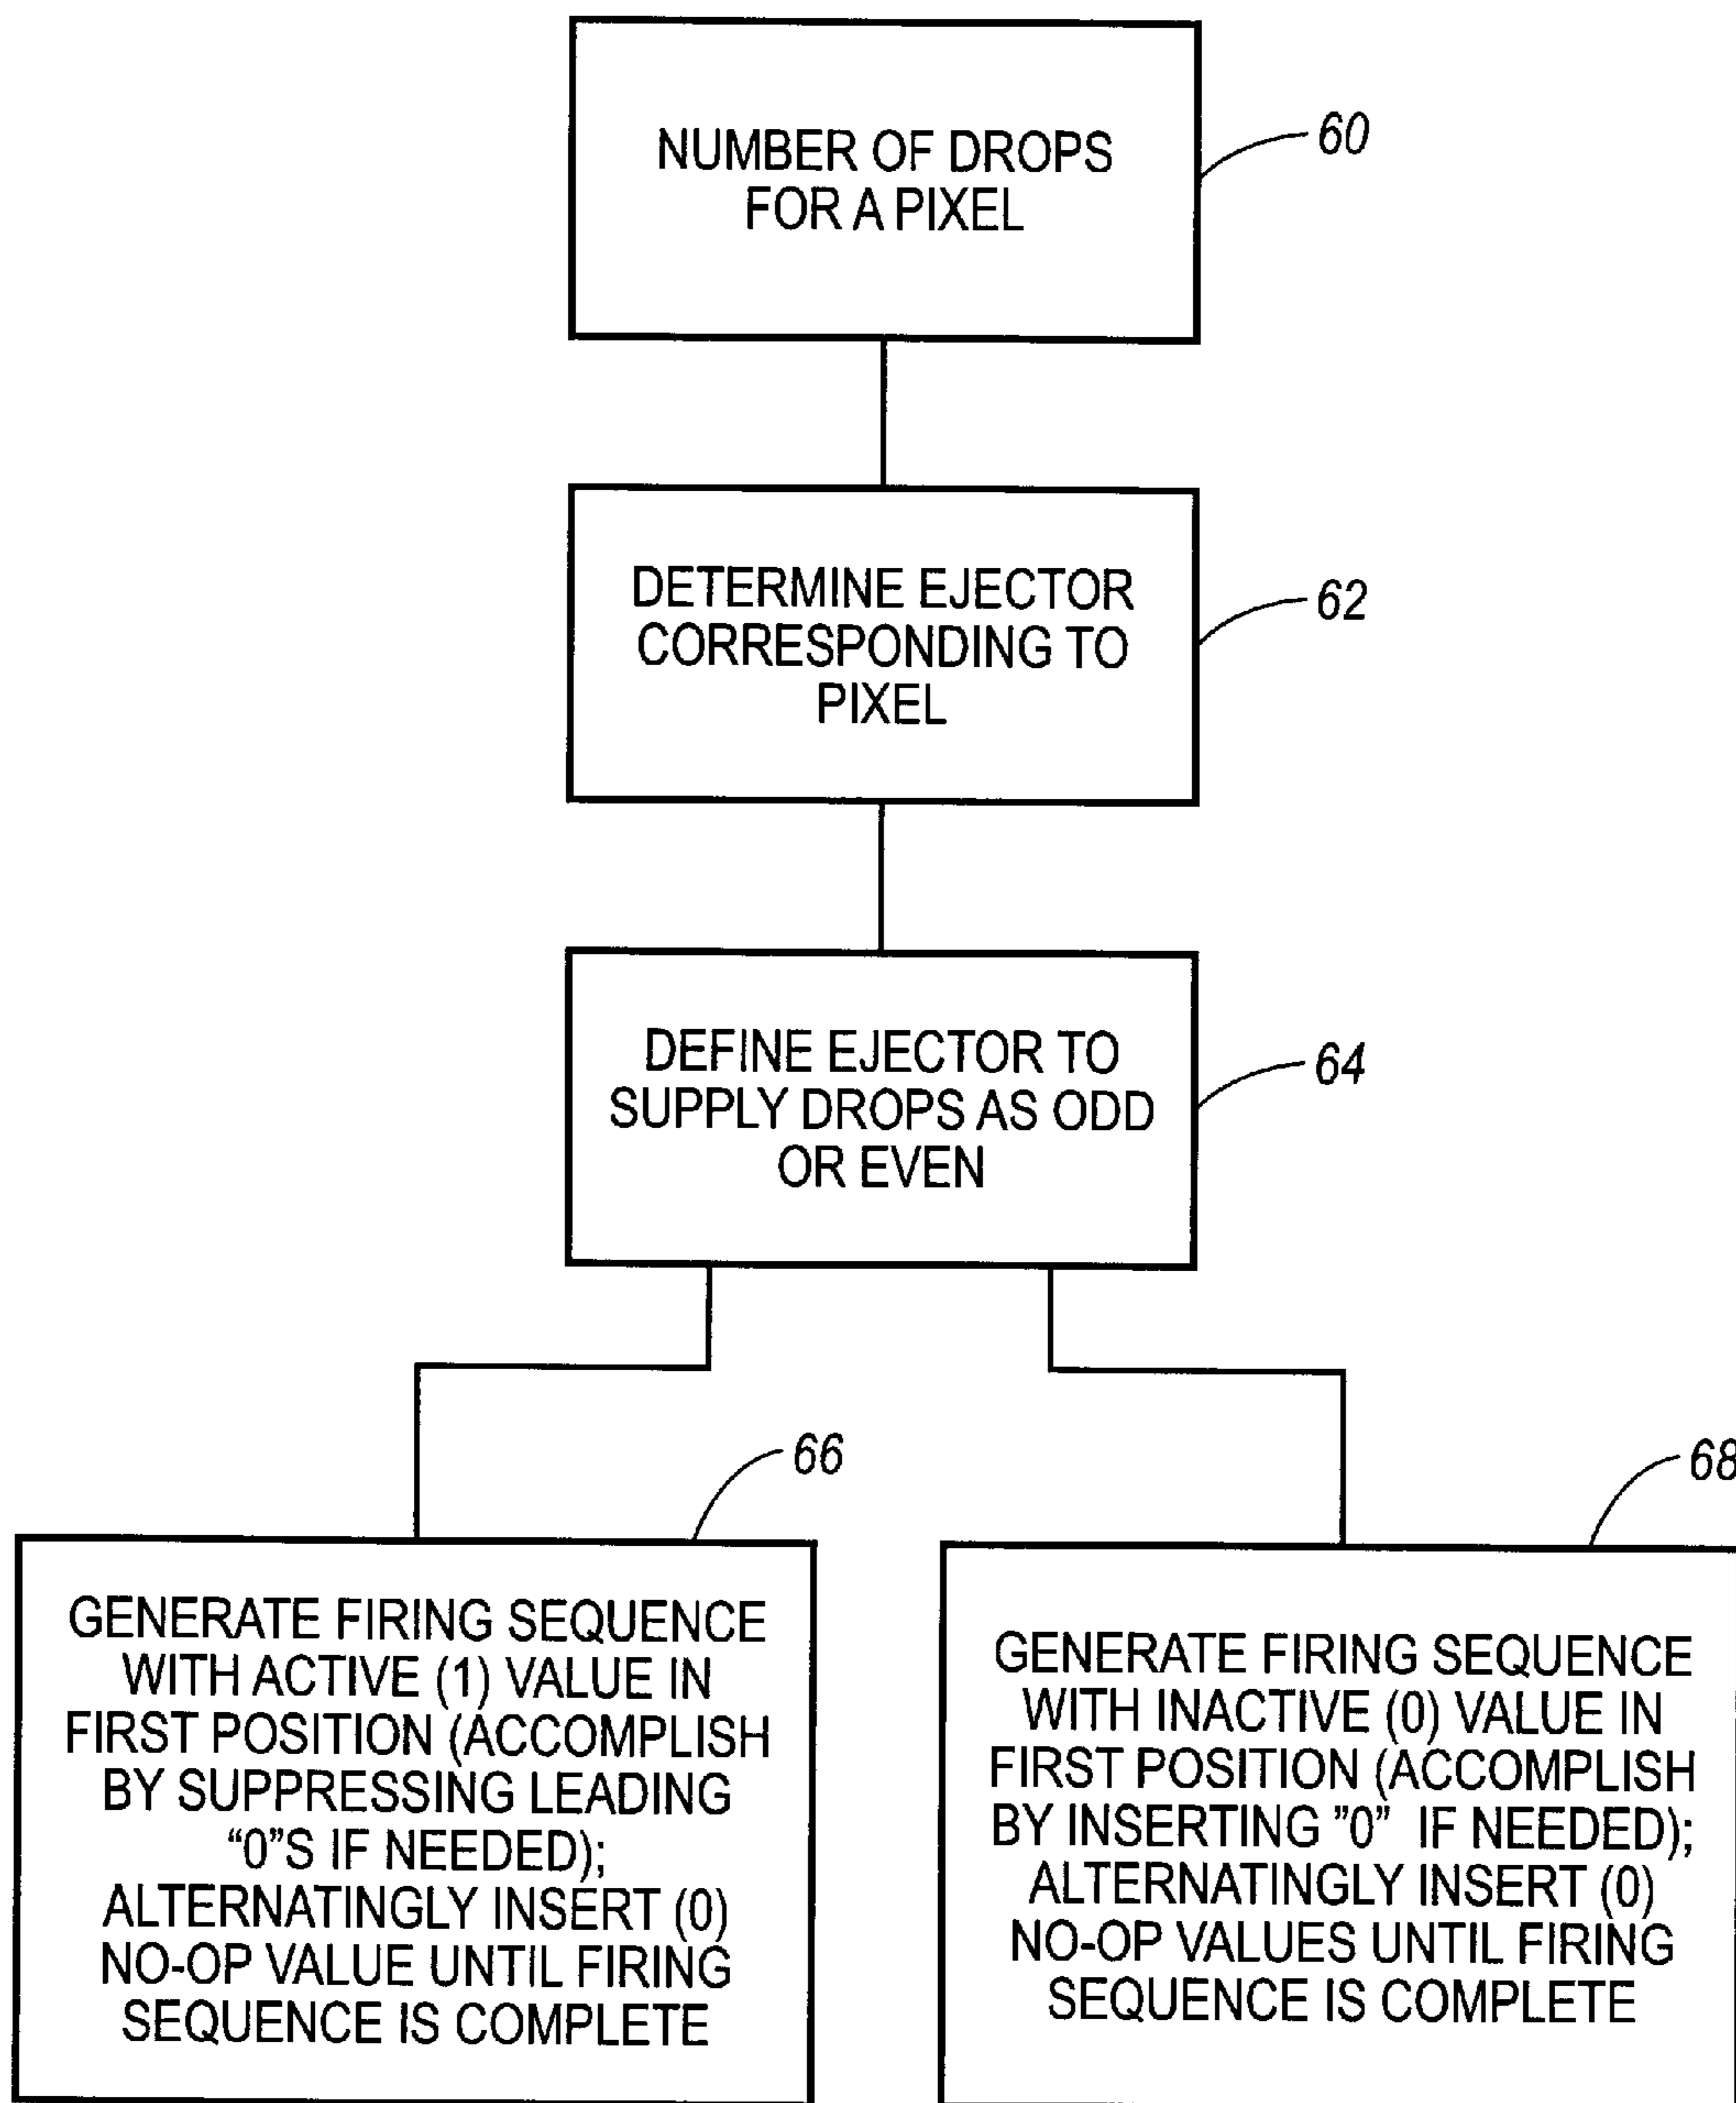 NUMBER OF DROPS
FOR A PIXEL
60
DETERMINE EJECTOR
CORRESPONDING TO
PIXEL
62
DEFINE EJECTOR TO
SUPPLY DROPS AS ODD
OR EVEN
64
66
GENERATE FIRING SEQUENCE
WITH ACTIVE (1) VALUE IN
FIRST POSITION (ACCOMPLISH
BY SUPPRESSING LEADING
“0”S IF NEEDED);
ALTERNATINGLY INSERT (0)
NO-OP VALUE UNTIL FIRING
SEQUENCE IS COMPLETE
68
GENERATE FIRING SEQUENCE
WITH INACTIVE (0) VALUE IN
FIRST POSITION (ACCOMPLISH
BY INSERTING ”0” IF NEEDED);
ALTERNATINGLY INSERT (0)
NO-OP VALUES UNTIL FIRING
SEQUENCE IS COMPLETE